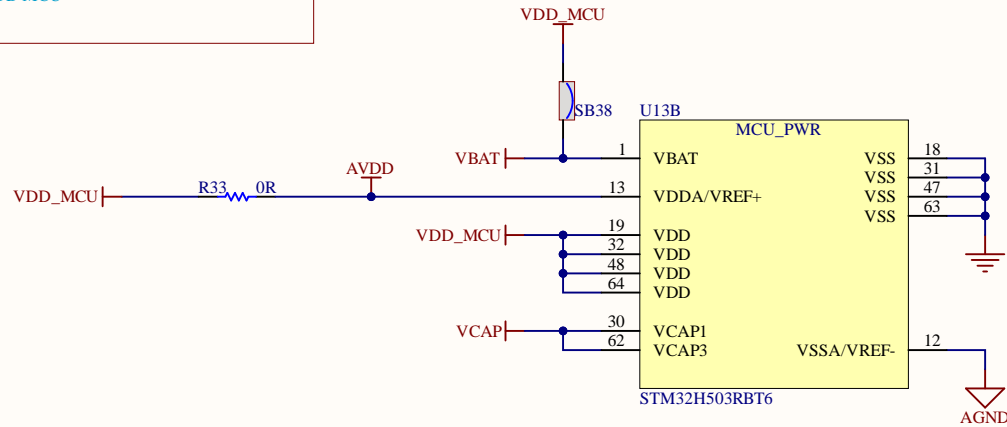 VDD_MCU
SB38
U13B
MCU_PWR
VBAT
1
VBAT
VSS
18
VSS
31
AVDD
VDD_MCU
R33
0R
13
VDDA/VREF+
VSS
47
VSS
63
VDD_MCU
19
VDD
32
VDD
48
VDD
64
VDD
VCAP
30
VCAP1
62
VCAP3
VSSA/VREF-
12
STM32H503RBT6
AGND